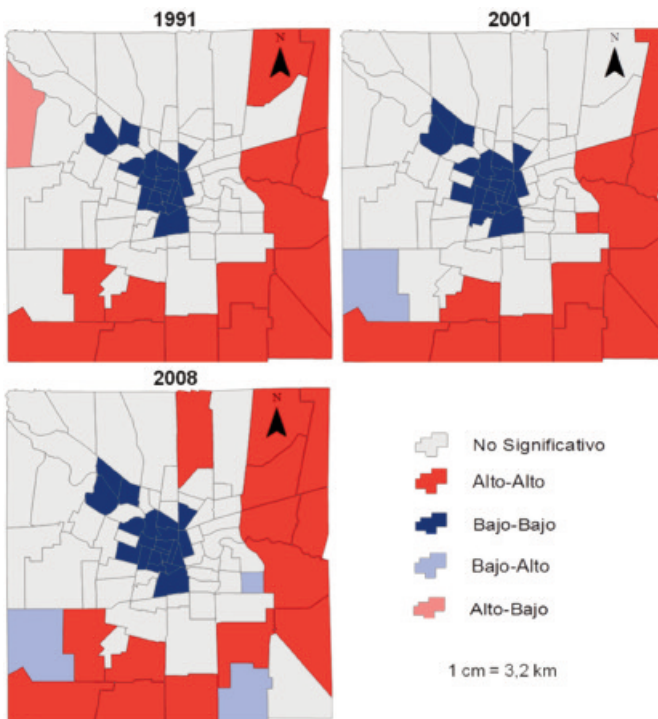 1991
2001
N
N
2008
N
No Significativo
Alto-Alto
Bajo-Bajo
Bajo-Alto
Alto-Bajo
1 cm = 3,2 km